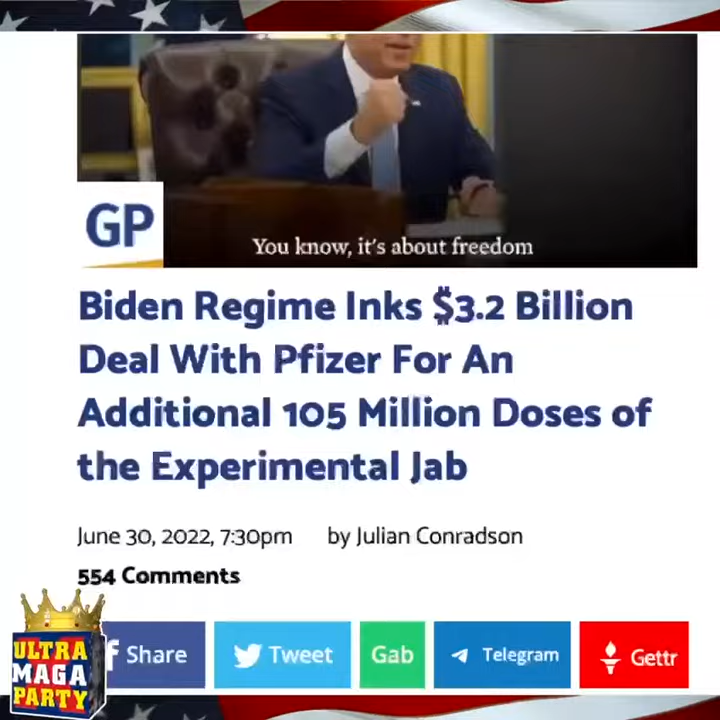 GP
You know, it's about freedom
Biden Regime Inks $3.2 Billion
Deal With Pfizer For An
Additional 105 Million Doses of
the Experimental Jab
June 30, 2022, 7:30pm by Julian Conradson
554 Comments
f Share
Tweet
Gab
Telegram
Gettr
ULTRA
MAGA
PARTY